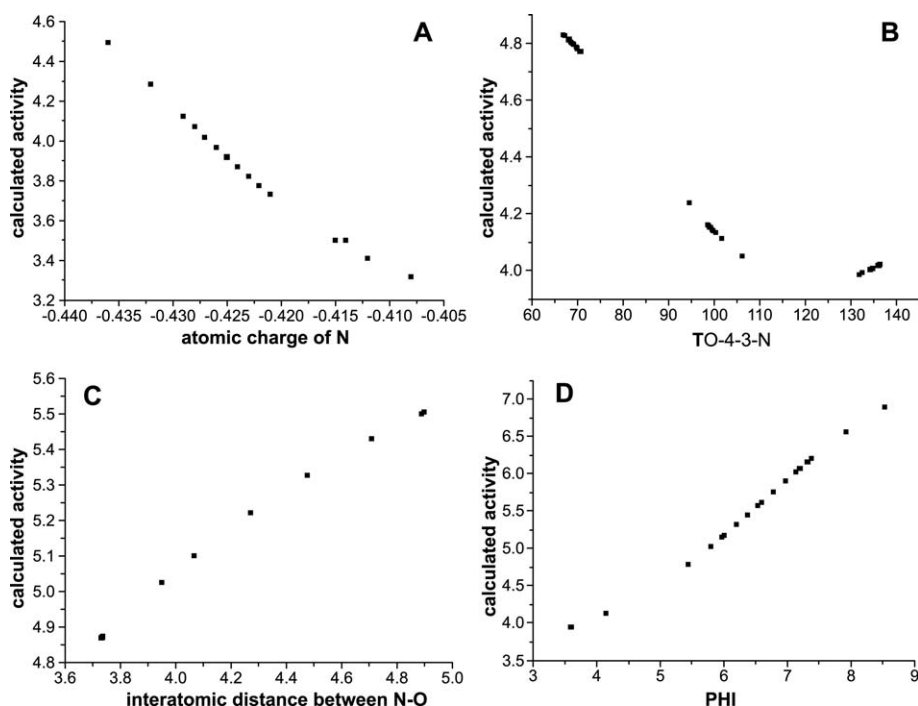 A
calculated activity
4.6
4.4
4.2
4.0
3.8
3.6
3.4
3.2
-0.440 -0.435 -0.430 -0.425 -0.420 -0.415 -0.410 -0.405
atomic charge of N
B
calculated activity
4.8
4.6
4.4
4.2
4.0
60 70 80 90 100 110 120 130 140
TO-4-3-N
C
calculated activity
5.6
5.5
5.4
5.3
5.2
5.1
5.0
4.9
4.8
3.6 3.8 4.0 4.2 4.4 4.6 4.8 5.0
interatomic distance between N-O
D
calculated activity
7.0
6.5
6.0
5.5
5.0
4.5
4.0
3.5
3 4 5 6 7 8 9
PHI